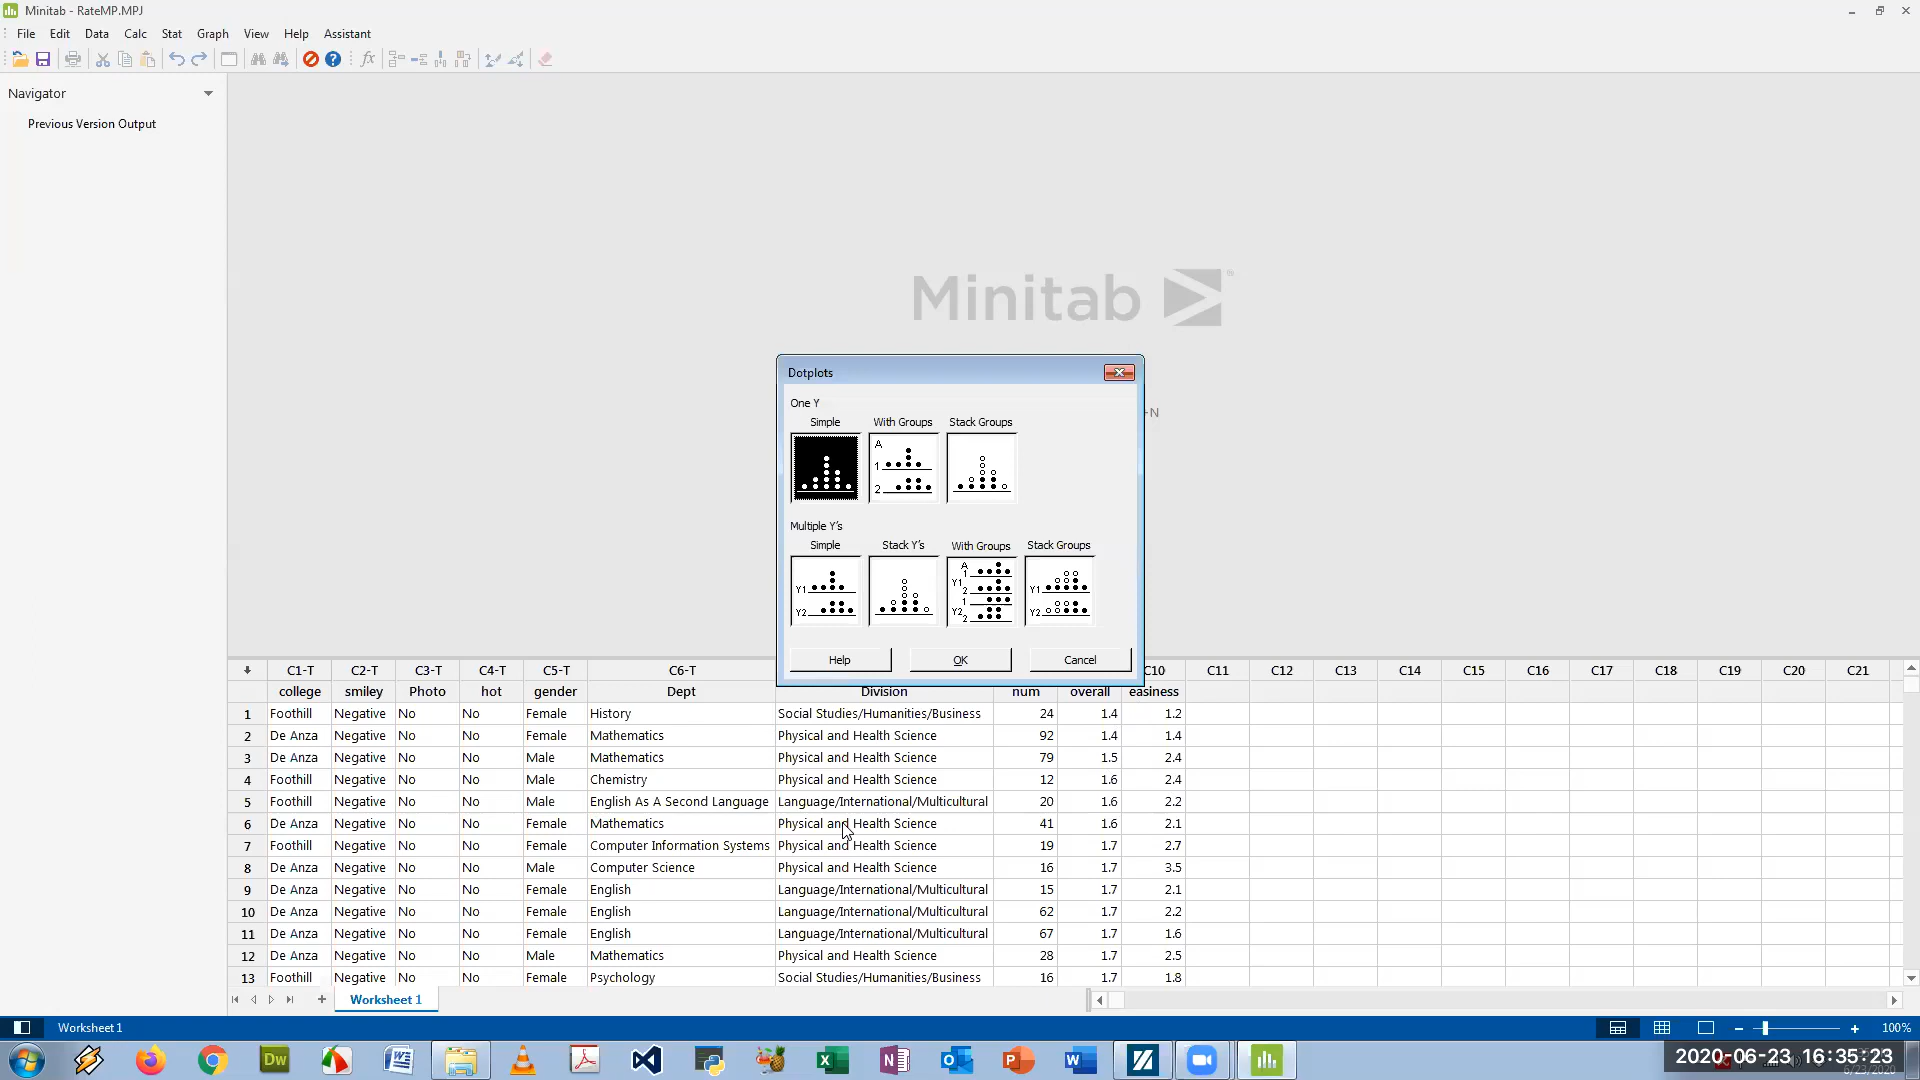 Minitab - RateMP.MPJ
File Edit Data Calc Stat Graph View Help Assistant
Navigator
Previous Version Output
Minitab
Dotplots
One Y
Simple With Groups Stack Groups
A
1
2
-N
Multiple Y's
Simple Stack Y's With Groups Stack Groups
Y1
Y2
A
1
Y1
2
1
Y2
2
Y1
Y2
Help OK Cancel
C1-T C2-T C3-T C4-T C5-T C6-T C10 C11 C12 C13 C14 C15 C16 C17 C18 C19 C20 C21
college smiley Photo hot gender Dept Division num overall easiness
1 Foothill Negative No No Female History Social Studies/Humanities/Business 24 1.4 1.2
2 De Anza Negative No No Female Mathematics Physical and Health Science 92 1.4 1.4
3 De Anza Negative No No Male Mathematics Physical and Health Science 79 1.5 2.4
4 Foothill Negative No No Male Chemistry Physical and Health Science 12 1.6 2.4
5 Foothill Negative No No Male English As A Second Language Language/International/Multicultural 20 1.6 2.2
6 De Anza Negative No No Female Mathematics Physical and Health Science 41 1.6 2.1
7 Foothill Negative No No Female Computer Information Systems Physical and Health Science 19 1.7 2.7
8 De Anza Negative No No Male Computer Science Physical and Health Science 16 1.7 3.5
9 De Anza Negative No No Female English Language/International/Multicultural 15 1.7 2.1
10 De Anza Negative No No Female English Language/International/Multicultural 62 1.7 2.2
11 De Anza Negative No No Female English Language/International/Multicultural 67 1.7 1.6
12 De Anza Negative No No Male Mathematics Physical and Health Science 28 1.7 2.5
13 Foothill Negative No No Female Psychology Social Studies/Humanities/Business 16 1.7 1.8
Worksheet 1
Worksheet 1
100%
Dw
2020-06-23 16:35:23
6/23/2020